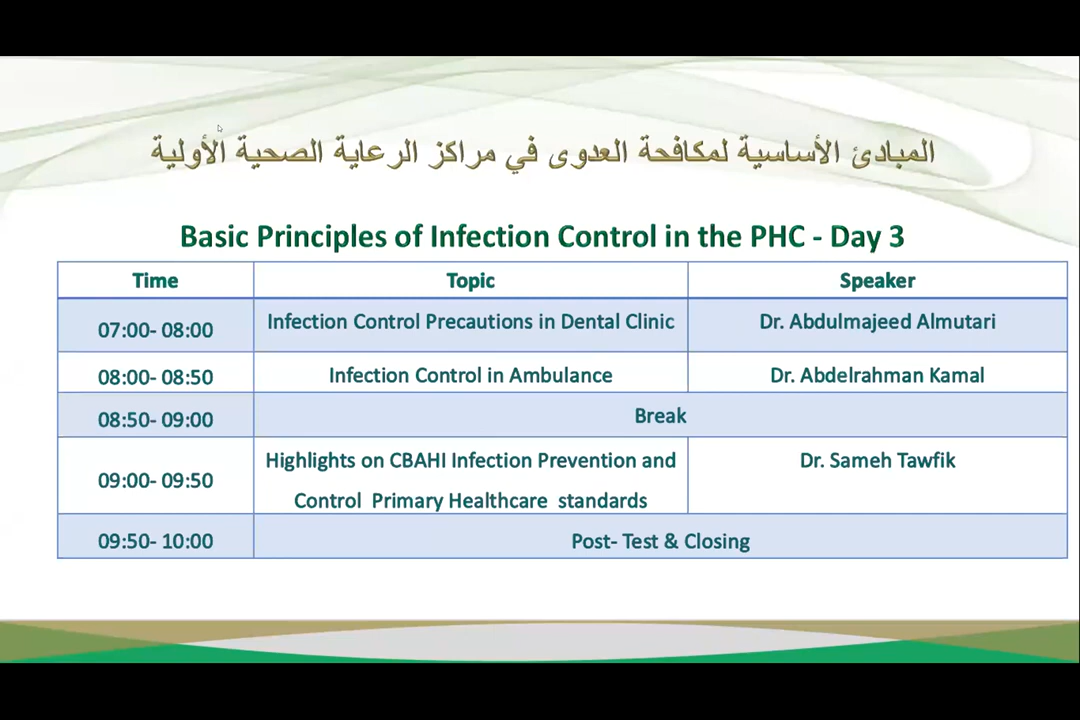 المبادئ الأساسية لمكافحة العدوى في مراكز الرعاية الصحية الأولية
Basic Principles of Infection Control in the PHC - Day 3
Time Topic Speaker
07:00- 08:00 Infection Control Precautions in Dental Clinic Dr. Abdulmajeed Almutari
08:00- 08:50 Infection Control in Ambulance Dr. Abdelrahman Kamal
08:50- 09:00 Break
09:00- 09:50 Highlights on CBAHI Infection Prevention and Dr. Sameh Tawfik
Control Primary Healthcare standards
09:50- 10:00 Post- Test & Closing